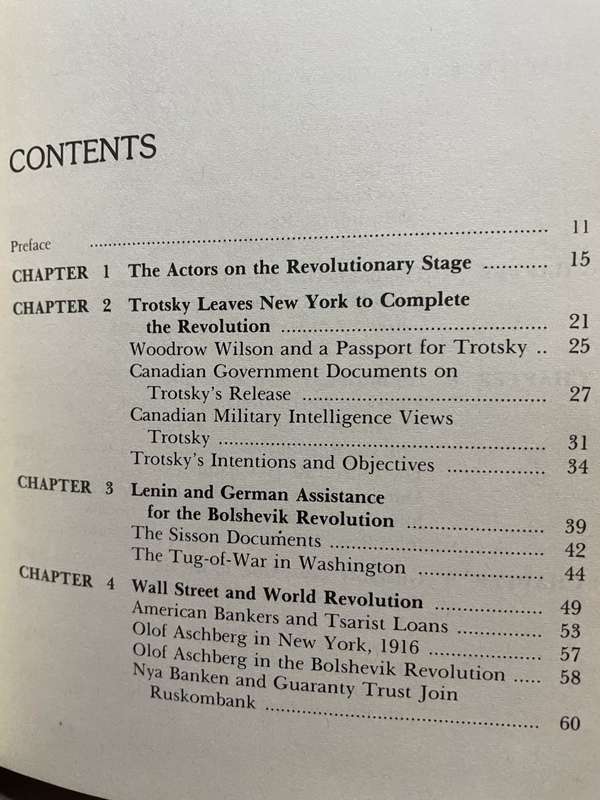 CONTENTS
Preface .......... 11
CHAPTER 1 The Actors on the Revolutionary Stage .......... 15
CHAPTER 2 Trotsky Leaves New York to Complete
the Revolution .......... 21
Woodrow Wilson and a Passport for Trotsky .. 25
Canadian Government Documents on
Trotsky's Release .......... 27
Canadian Military Intelligence Views
Trotsky .......... 31
Trotsky's Intentions and Objectives .......... 34
CHAPTER 3 Lenin and German Assistance
for the Bolshevik Revolution .......... 39
The Sisson Documents .......... 42
The Tug-of-War in Washington .......... 44
CHAPTER 4 Wall Street and World Revolution .......... 49
American Bankers and Tsarist Loans .......... 53
Olof Aschberg in New York, 1916 .......... 57
Olof Aschberg in the Bolshevik Revolution ..... 58
Nya Banken and Guaranty Trust Join
Ruskombank .......... 60